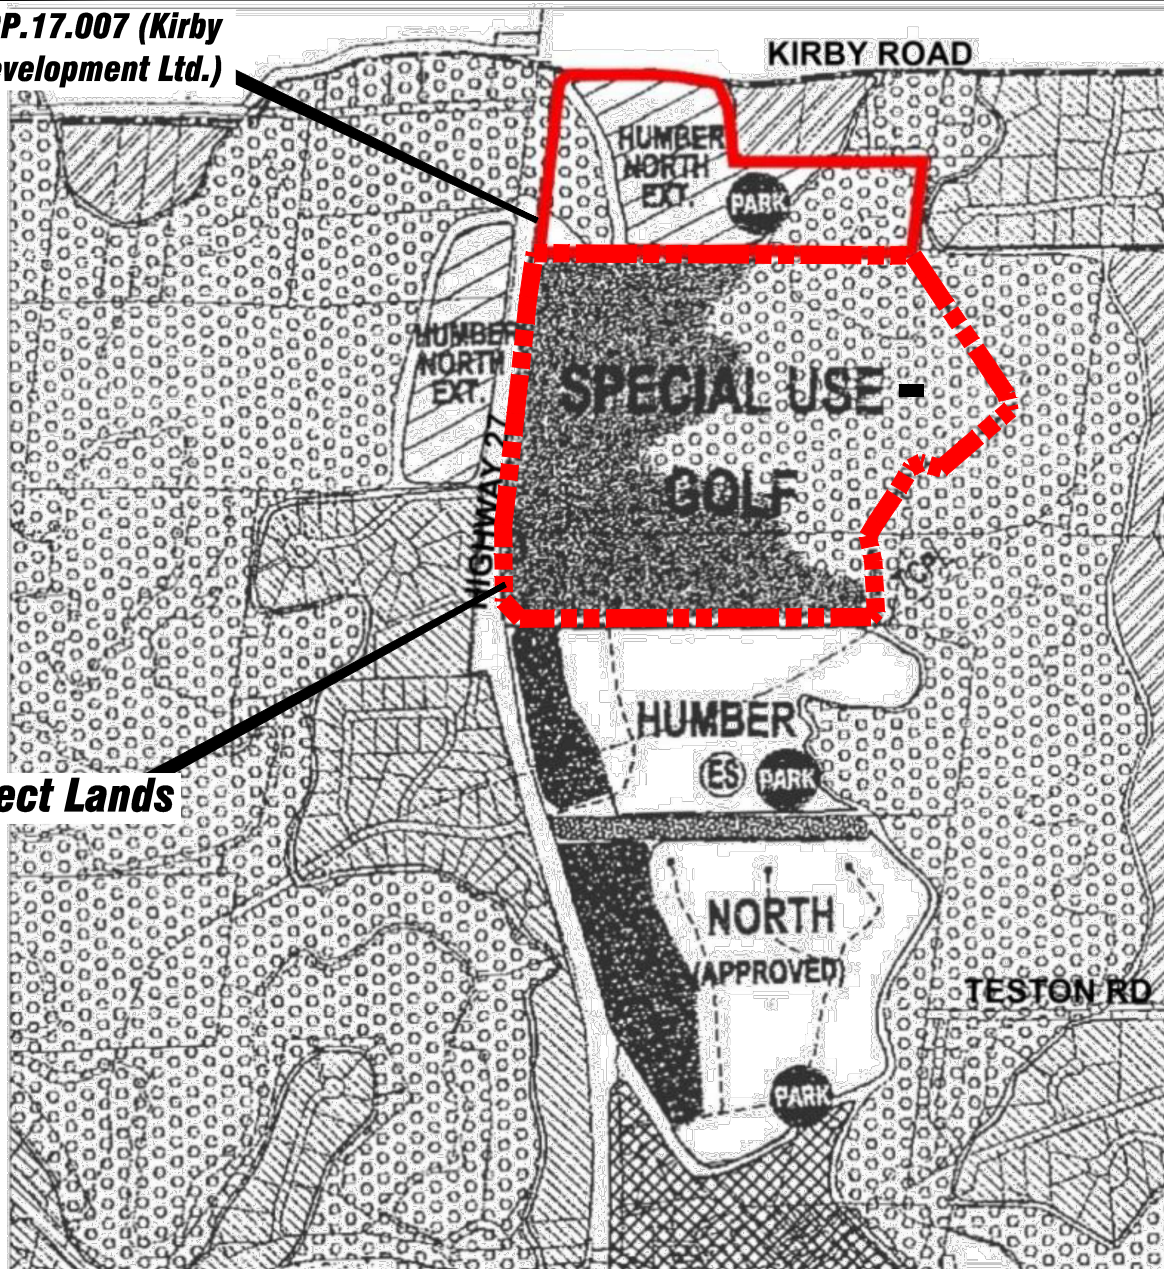 P.17.007 (Kirby
evelopment Ltd.)
KIRBY ROAD
HUMBER
NORTH
EXT.
PARK
HUMBER
NORTH
EXT
HIGHWAY 27
SPECIAL USE -
GOLF
ect Lands
HUMBER
ES
PARK
NORTH
(APPROVED)
TESTON RD
PARK